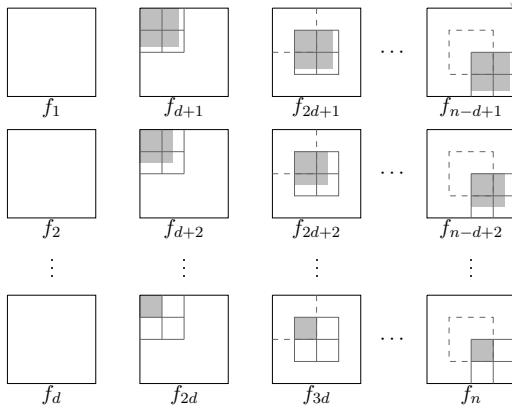 f_1 f_{d+1} f_{2d+1} ⋯ f_{n−d+1}
f_2 f_{d+2} f_{2d+2} ⋯ f_{n−d+2}
⋮ ⋮ ⋮ ⋮
f_d f_{2d} f_{3d} ⋯ f_n